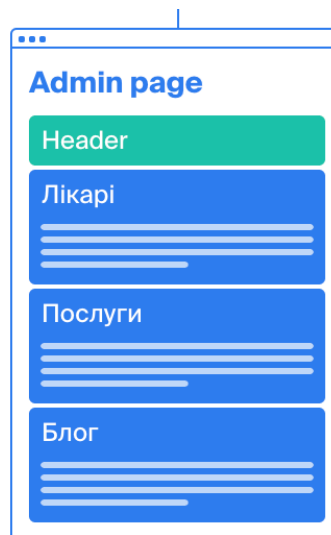 Admin page
Header
Лікарі
Послуги
Блог